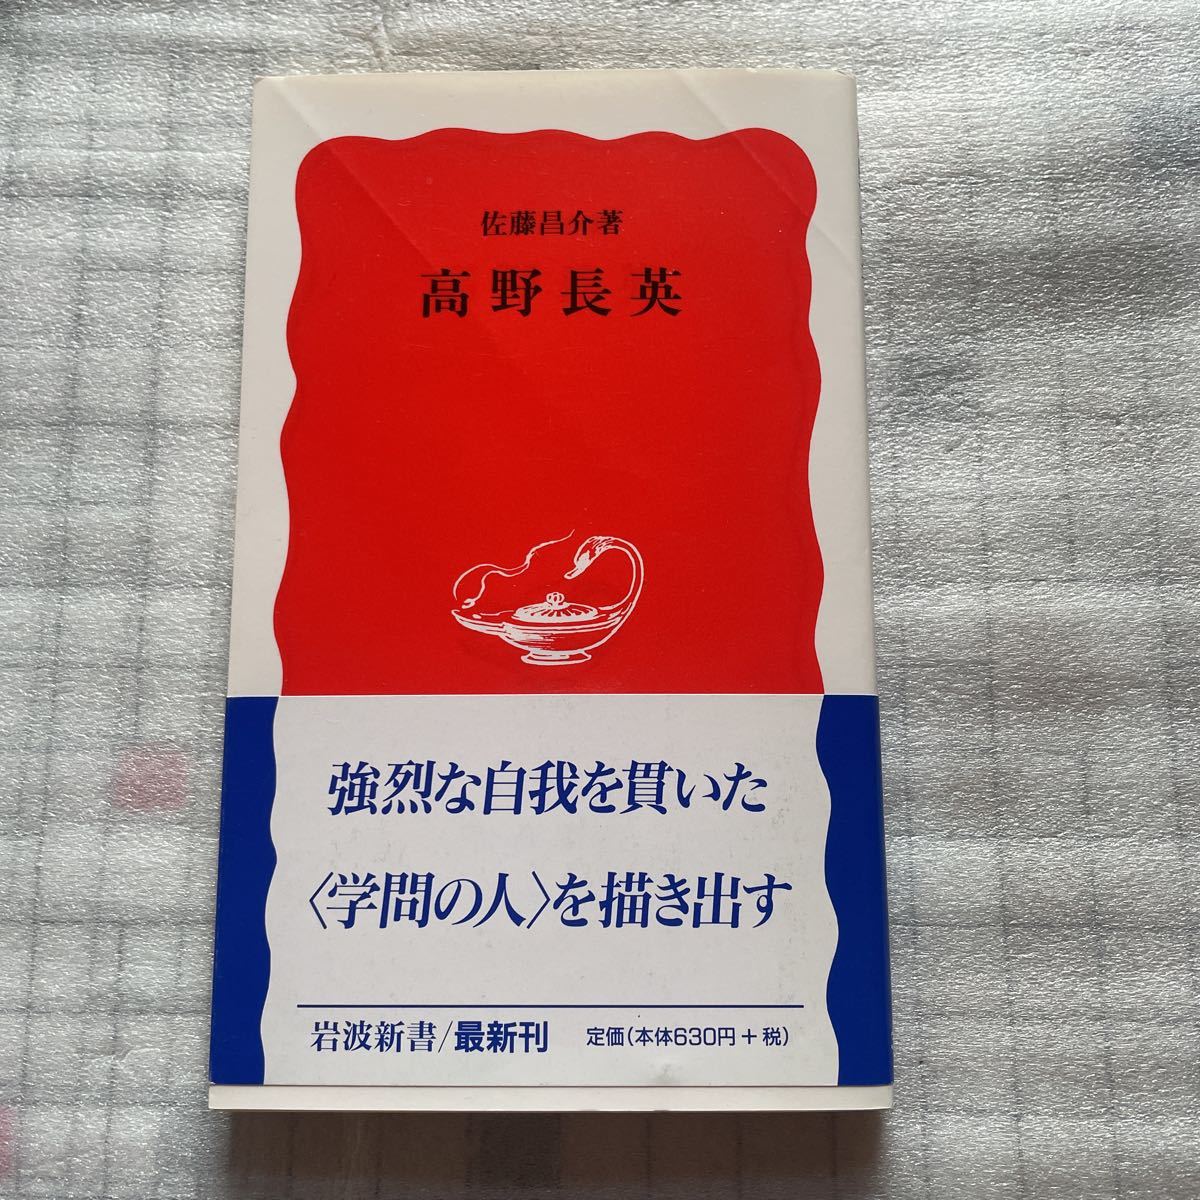 佐藤昌介著
高野長英
強烈な自我を貫いた
〈学問の人〉を描き出す
岩波新書/最新刊 定価(本体630円+税)